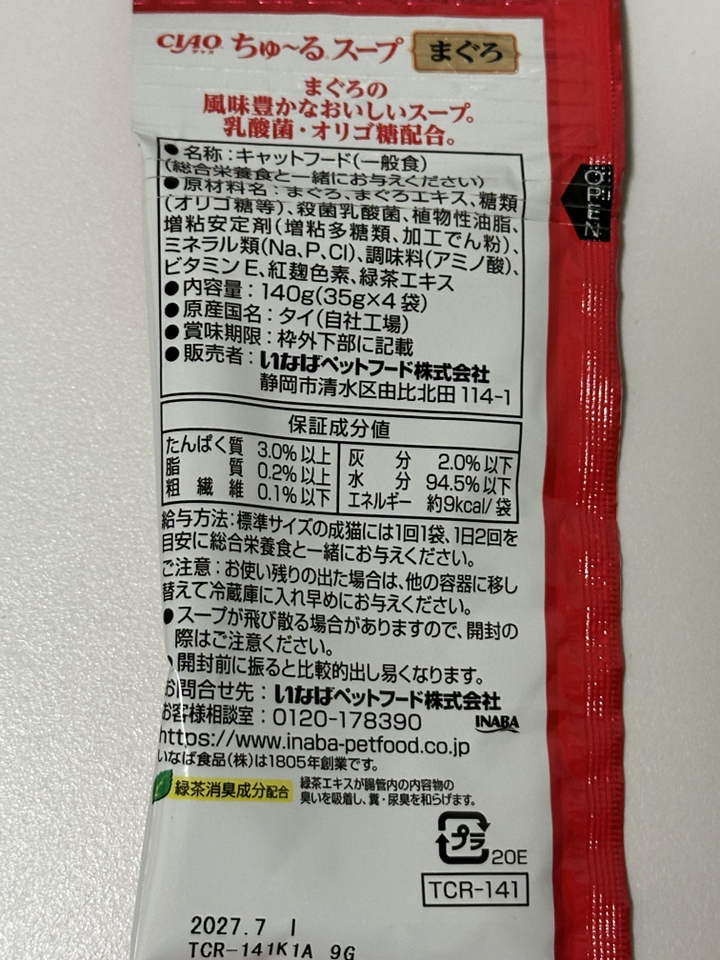 CIAO ちゅ〜る スープ まぐろ
チャオ
まぐろの
風味豊かなおいしいスープ。
乳酸菌・オリゴ糖配合。
OPEN
●名称：キャットフード(一般食)
(総合栄養食と一緒にお与えください)
●原材料名：まぐろ、まぐろエキス、糖類
(オリゴ糖等)、殺菌乳酸菌、植物性油脂、
増粘安定剤(増粘多糖類、加工でん粉)、
ミネラル類(Na、P、Cl)、調味料(アミノ酸)、
ビタミンE、紅麹色素、緑茶エキス
●内容量：140g(35g×4袋)
●原産国名：タイ(自社工場)
●賞味期限：枠外下部に記載
●販売者：いなばペットフード株式会社
静岡市清水区由比北田114-1
保証成分値
たんぱく質 3.0%以上 灰分 2.0%以下
脂質 0.2%以上 水分 94.5%以下
粗繊維 0.1%以下 エネルギー 約9kcal/袋
給与方法：標準サイズの成猫には1回1袋、1日2回を
目安に総合栄養食と一緒にお与えください。
ご注意：お使い残りの出た場合は、他の容器に移し
替えて冷蔵庫に入れ早めにお与えください。
●スープが飛び散る場合がありますので、開封の
際はご注意ください。
●開封前に振ると比較的出し易くなります。
お問合せ先：いなばペットフード株式会社
お客様相談室：0120-178390 INABA
https://www.inaba-petfood.co.jp
いなば食品(株)は1805年創業です。
緑茶消臭成分配合 緑茶エキスが腸管内の内容物の
臭いを吸着し、糞・尿臭を和らげます。
プラ 20E
TCR-141
2027.7 1
TCR-141K1A 9G